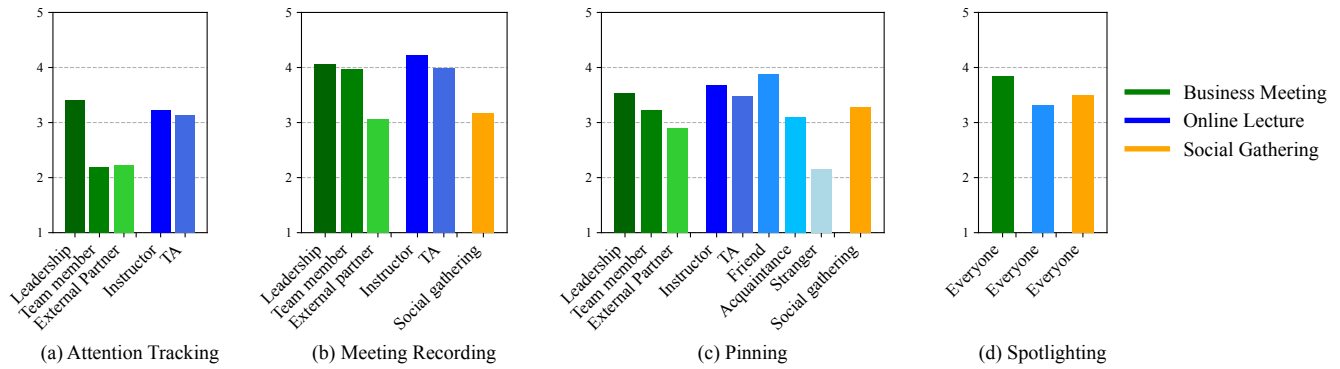 5
4
3
2
1
Leadership
Team member
External Partner
Instructor
TA
(a) Attention Tracking
5
4
3
2
1
Leadership
Team member
External partner
Instructor
TA
Social gathering
(b) Meeting Recording
5
4
3
2
1
Leadership
Team member
External Partner
Instructor
TA
Friend
Acquaintance
Stranger
Social gathering
(c) Pinning
5
4
3
2
1
Everyone
Everyone
Everyone
(d) Spotlighting
Business Meeting
Online Lecture
Social Gathering